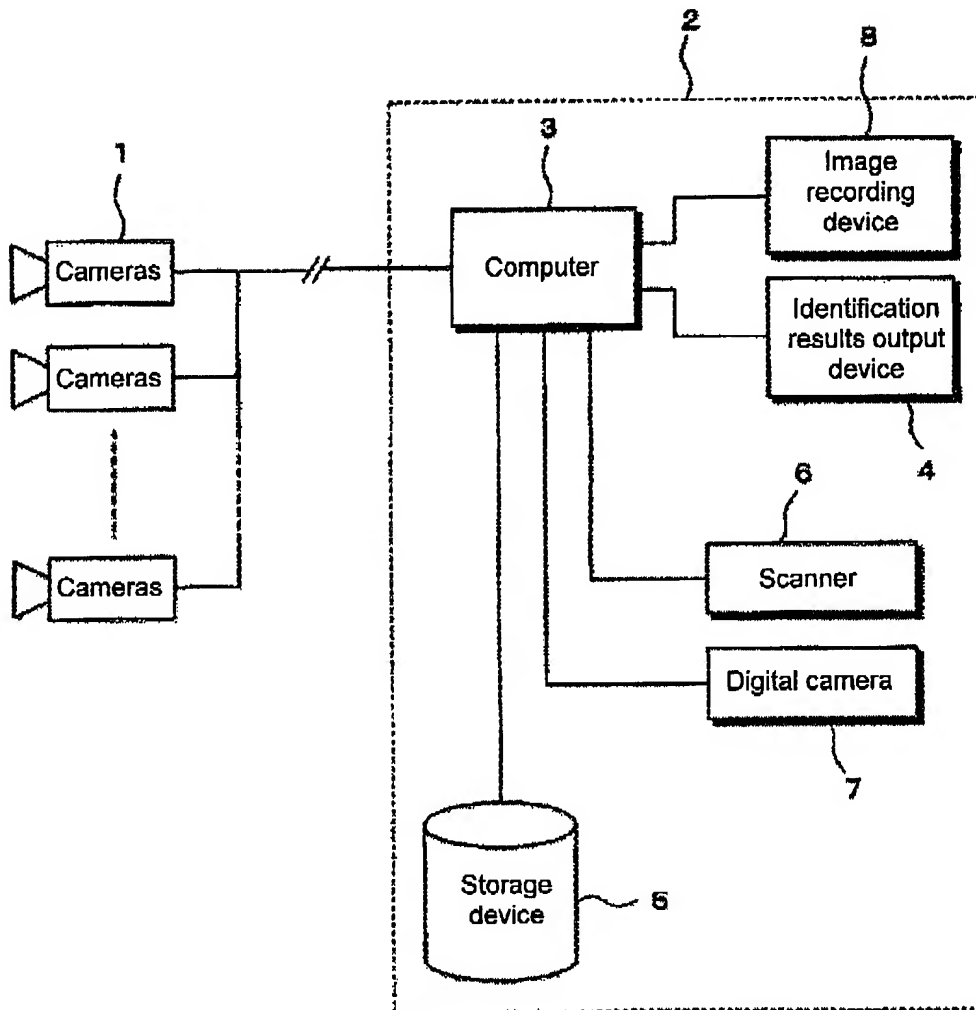 2
8
1
3
Image
recording
device
Cameras
Computer
Identification
results output
device
Cameras
4
6
Cameras
Scanner
Digital camera
7
Storage
device
5